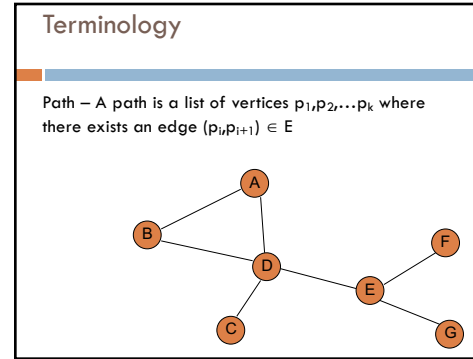 Terminology
Path – A path is a list of vertices p₁,p₂,…pₖ where
there exists an edge (pᵢ,pᵢ₊₁) ∈ E
A
B
F
D
E
C
G